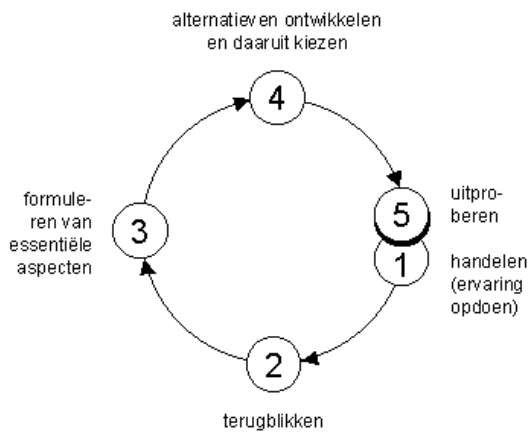 alternatieven ontwikkelen
en daaruit kiezen
4
formule-
ren van
essentiële
aspecten
3
5
uitpro-
beren
1
handelen
(ervaring
opdoen)
2
terugblikken